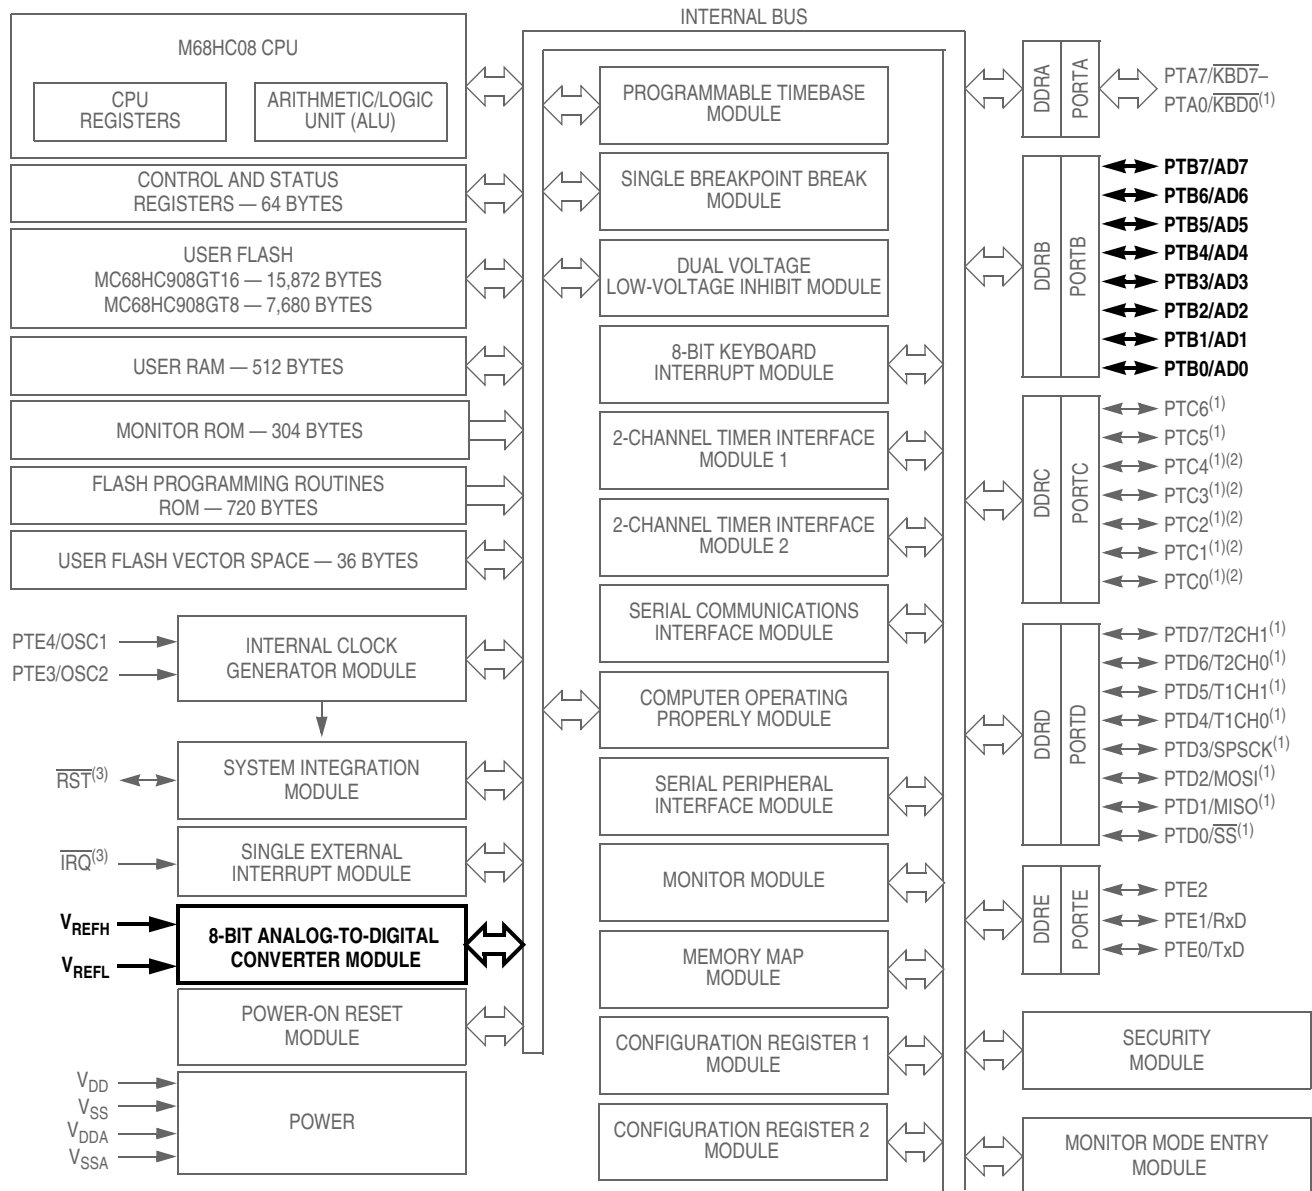 INTERNAL BUS
M68HC08 CPU
CPU
REGISTERS
ARITHMETIC/LOGIC
UNIT (ALU)
CONTROL AND STATUS
REGISTERS — 64 BYTES
USER FLASH
MC68HC908GT16 — 15,872 BYTES
MC68HC908GT8 — 7,680 BYTES
USER RAM — 512 BYTES
MONITOR ROM — 304 BYTES
FLASH PROGRAMMING ROUTINES
ROM — 720 BYTES
USER FLASH VECTOR SPACE — 36 BYTES
PTE4/OSC1
PTE3/OSC2
INTERNAL CLOCK
GENERATOR MODULE
RST(3)
SYSTEM INTEGRATION
MODULE
IRQ(3)
SINGLE EXTERNAL
INTERRUPT MODULE
VREFH
VREFL
8-BIT ANALOG-TO-DIGITAL
CONVERTER MODULE
POWER-ON RESET
MODULE
VDD
VSS
VDDA
VSSA
POWER
PROGRAMMABLE TIMEBASE
MODULE
SINGLE BREAKPOINT BREAK
MODULE
DUAL VOLTAGE
LOW-VOLTAGE INHIBIT MODULE
8-BIT KEYBOARD
INTERRUPT MODULE
2-CHANNEL TIMER INTERFACE
MODULE 1
2-CHANNEL TIMER INTERFACE
MODULE 2
SERIAL COMMUNICATIONS
INTERFACE MODULE
COMPUTER OPERATING
PROPERLY MODULE
SERIAL PERIPHERAL
INTERFACE MODULE
MONITOR MODULE
MEMORY MAP
MODULE
CONFIGURATION REGISTER 1
MODULE
CONFIGURATION REGISTER 2
MODULE
DDRA
PORTA
PTA7/KBD7–
PTA0/KBD0(1)
DDRB
PORTB
PTB7/AD7
PTB6/AD6
PTB5/AD5
PTB4/AD4
PTB3/AD3
PTB2/AD2
PTB1/AD1
PTB0/AD0
DDRC
PORTC
PTC6(1)
PTC5(1)
PTC4(1)(2)
PTC3(1)(2)
PTC2(1)(2)
PTC1(1)(2)
PTC0(1)(2)
DDRD
PORTD
PTD7/T2CH1(1)
PTD6/T2CH0(1)
PTD5/T1CH1(1)
PTD4/T1CH0(1)
PTD3/SPSCK(1)
PTD2/MOSI(1)
PTD1/MISO(1)
PTD0/SS(1)
DDRE
PORTE
PTE2
PTE1/RxD
PTE0/TxD
SECURITY
MODULE
MONITOR MODE ENTRY
MODULE